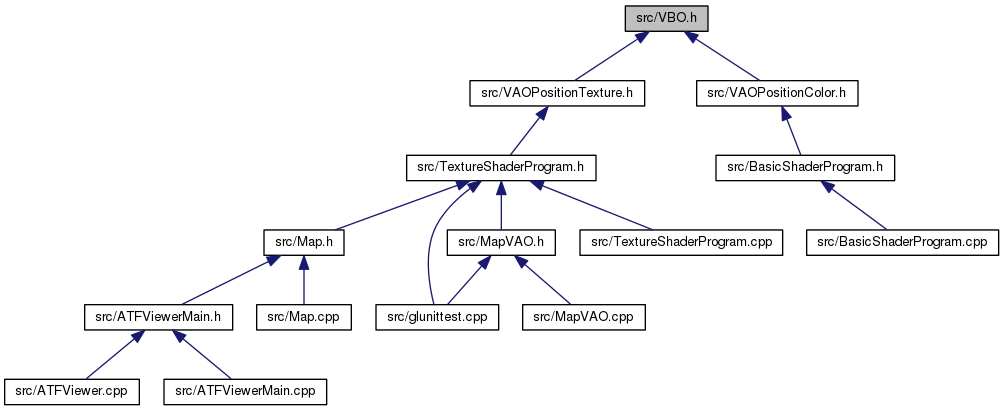 src/VBO.h
src/VAOPositionTexture.h
src/VAOPositionColor.h
src/TextureShaderProgram.h
src/BasicShaderProgram.h
src/Map.h
src/MapVAO.h
src/TextureShaderProgram.cpp
src/BasicShaderProgram.cpp
src/ATFViewerMain.h
src/Map.cpp
src/glunittest.cpp
src/MapVAO.cpp
src/ATFViewer.cpp
src/ATFViewerMain.cpp